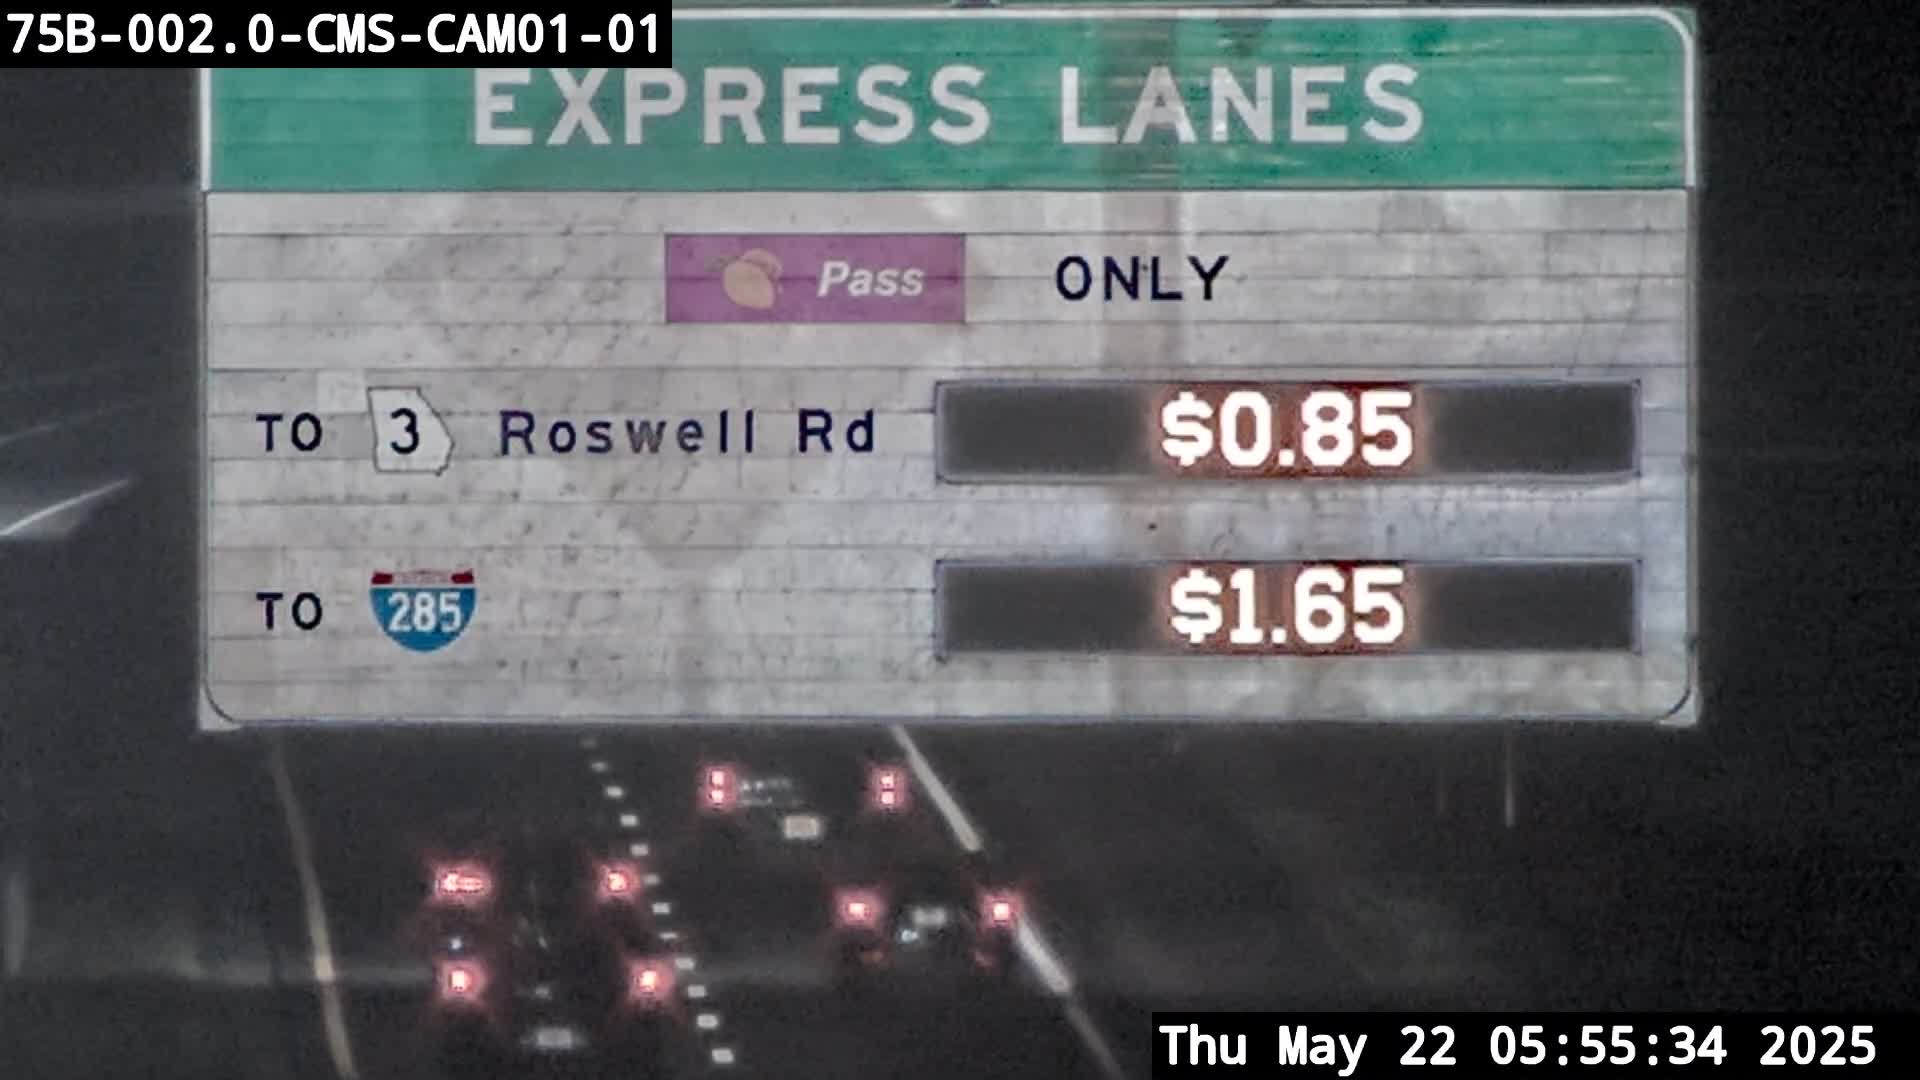 75B-002.0-CMS-CAM01-01
EXPRESS LANES
Pass ONLY
TO 3 Roswell Rd $0.85
TO 285 $1.65
Thu May 22 05:55:34 2025